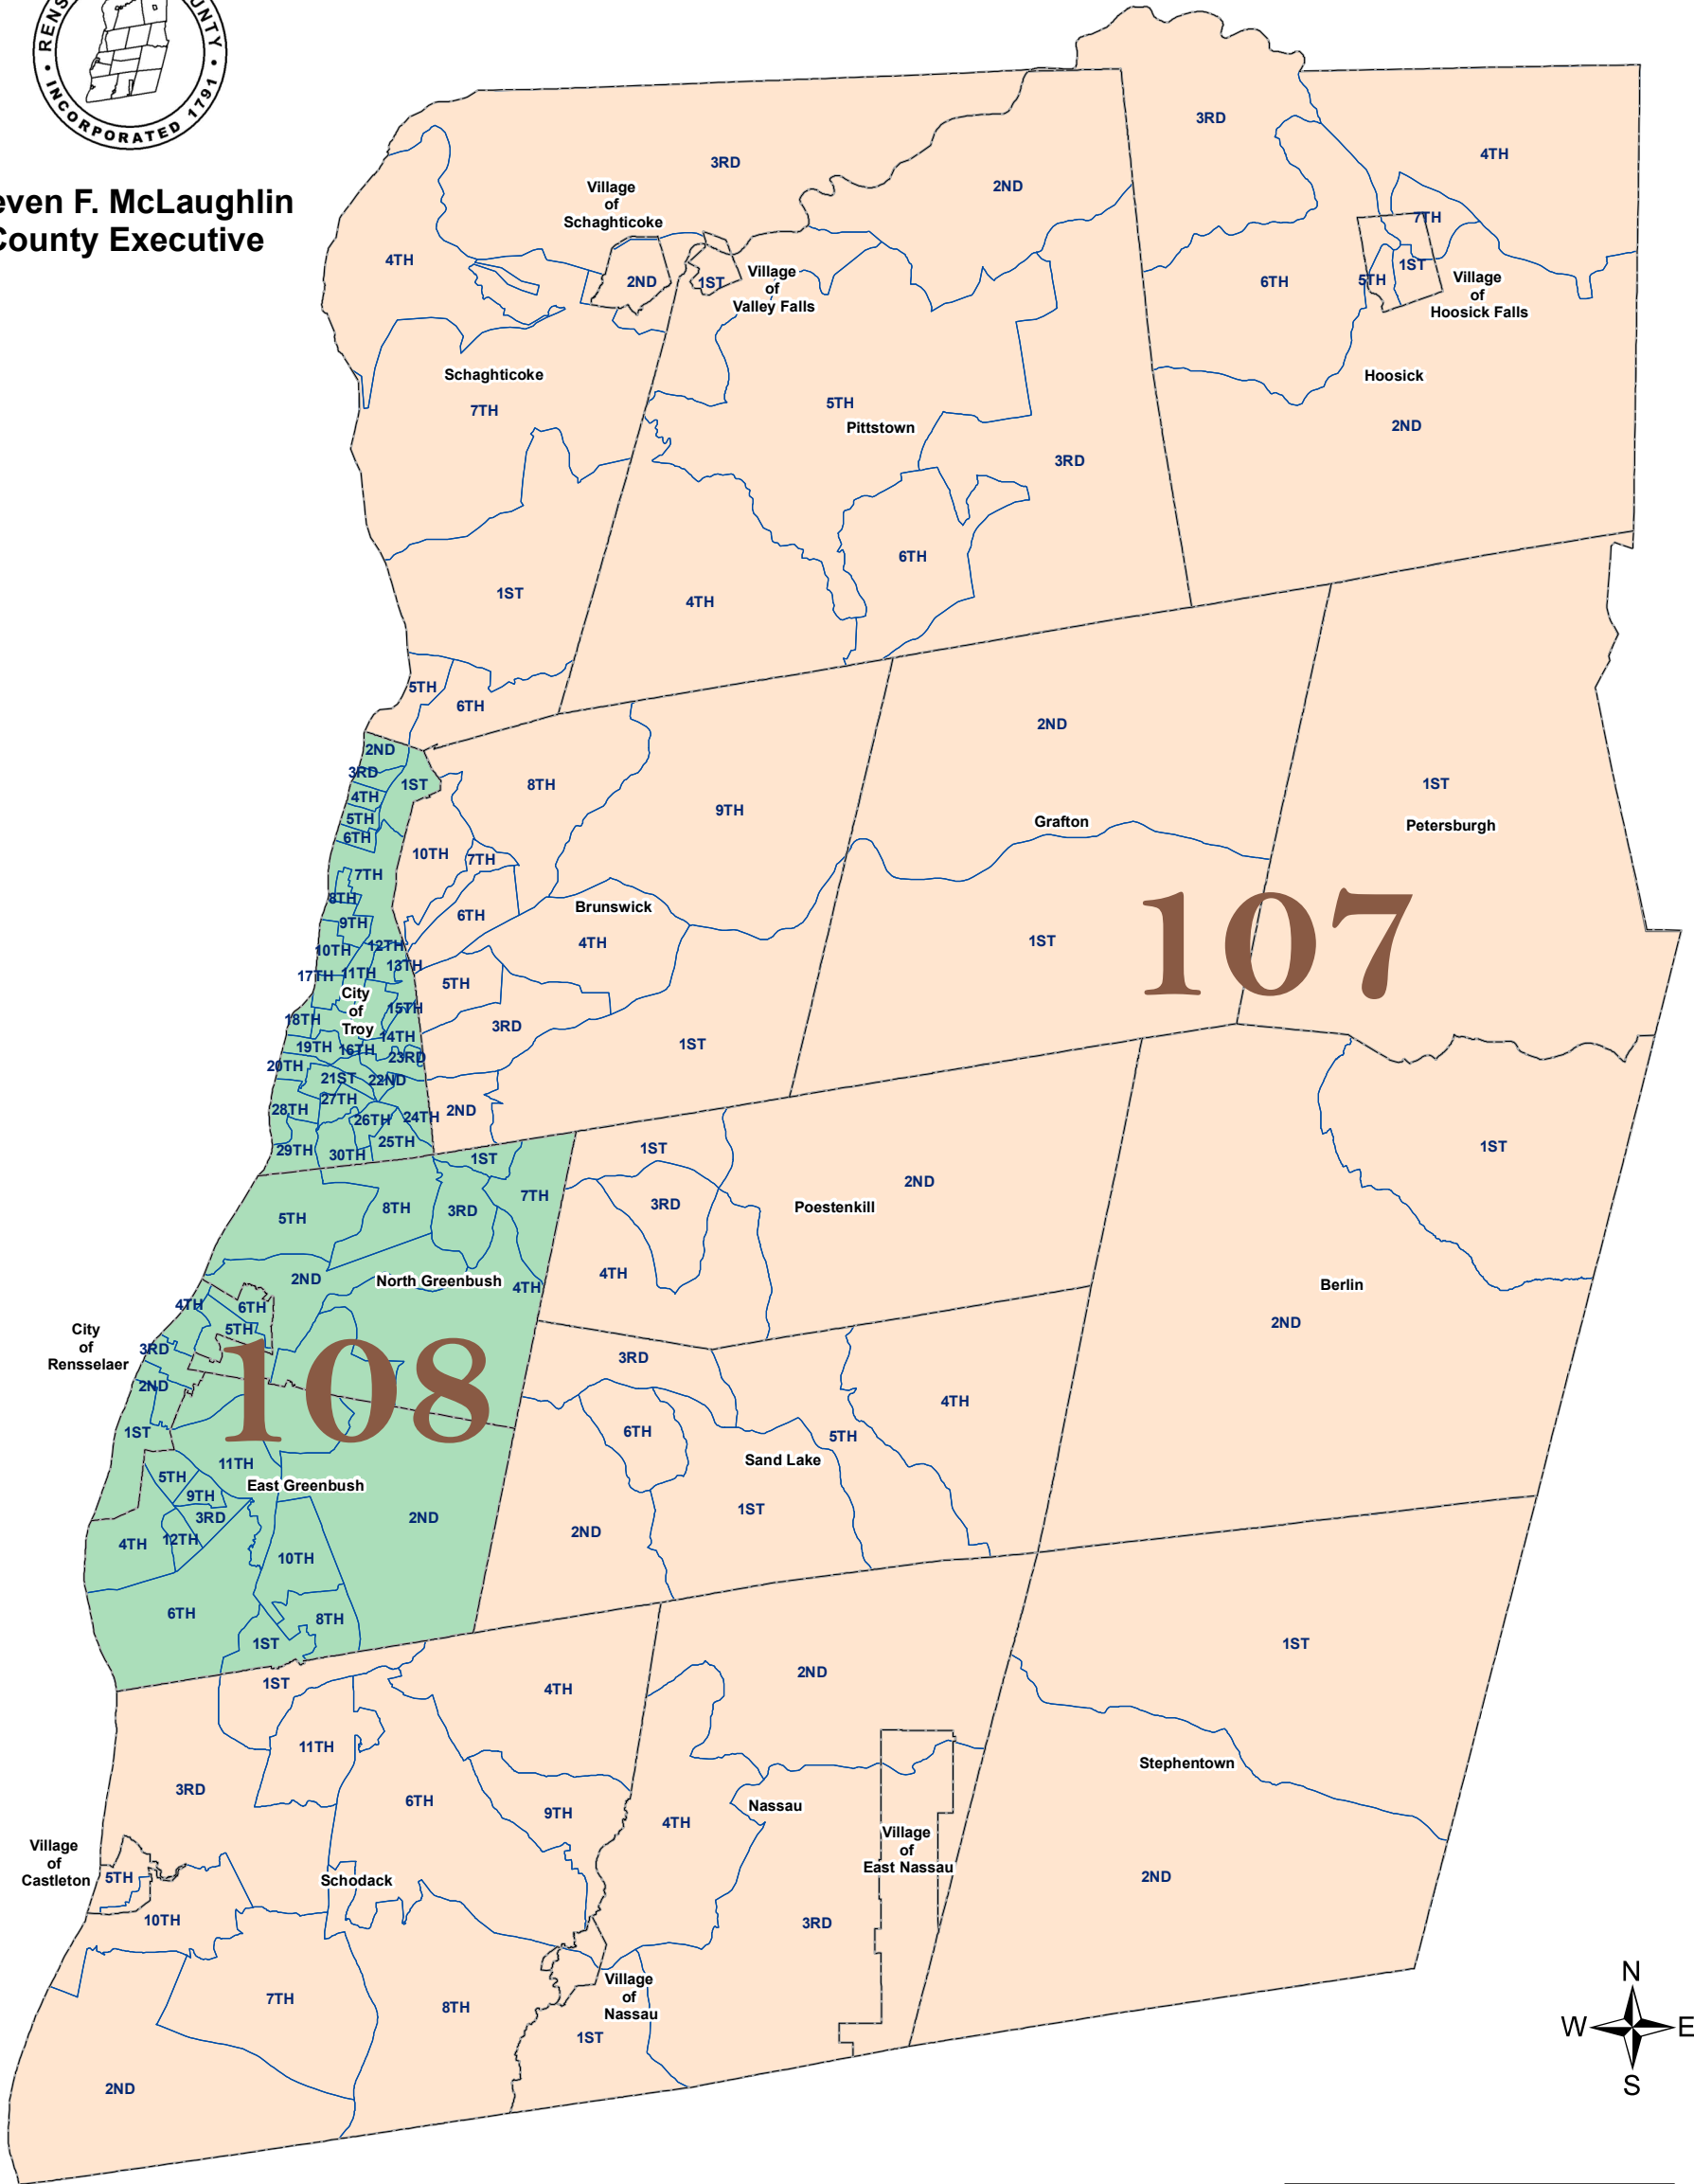 RENS
UNTY
• INCORPORATED 1791 •
even F. McLaughlin
County Executive
3RD
3RD
4TH
2ND
Village
of
Schaghticoke
7TH
4TH
2ND
1ST
Village
of
Valley Falls
6TH
5TH
1ST
Village
of
Hoosick Falls
Schaghticoke
7TH
5TH
Pittstown
3RD
Hoosick
2ND
6TH
1ST
4TH
5TH
6TH
2ND
3RD
1ST
4TH
5TH
6TH
7TH
8TH
9TH
10TH
12TH
13TH
17TH
11TH
City
of
Troy
15TH
18TH
14TH
19TH
16TH
23RD
20TH
21ST
22ND
27TH
28TH
26TH
24TH
25TH
29TH
30TH
8TH
9TH
10TH
7TH
6TH
Brunswick
4TH
5TH
3RD
1ST
2ND
2ND
Grafton
1ST
1ST
Petersburgh
107
1ST
7TH
8TH
3RD
5TH
2ND
North Greenbush
4TH
1ST
2ND
3RD
Poestenkill
4TH
1ST
Berlin
2ND
4TH
6TH
5TH
City
of
Rensselaer
3RD
2ND
1ST
108
3RD
4TH
6TH
5TH
Sand Lake
1ST
2ND
11TH
5TH
East Greenbush
9TH
3RD
2ND
4TH
12TH
10TH
6TH
8TH
1ST
1ST
4TH
2ND
1ST
11TH
Stephentown
3RD
6TH
9TH
4TH
Nassau
Village
of
East Nassau
Village
of
Castleton
5TH
Schodack
2ND
10TH
3RD
7TH
8TH
Village
of
Nassau
1ST
2ND
N
W
E
S